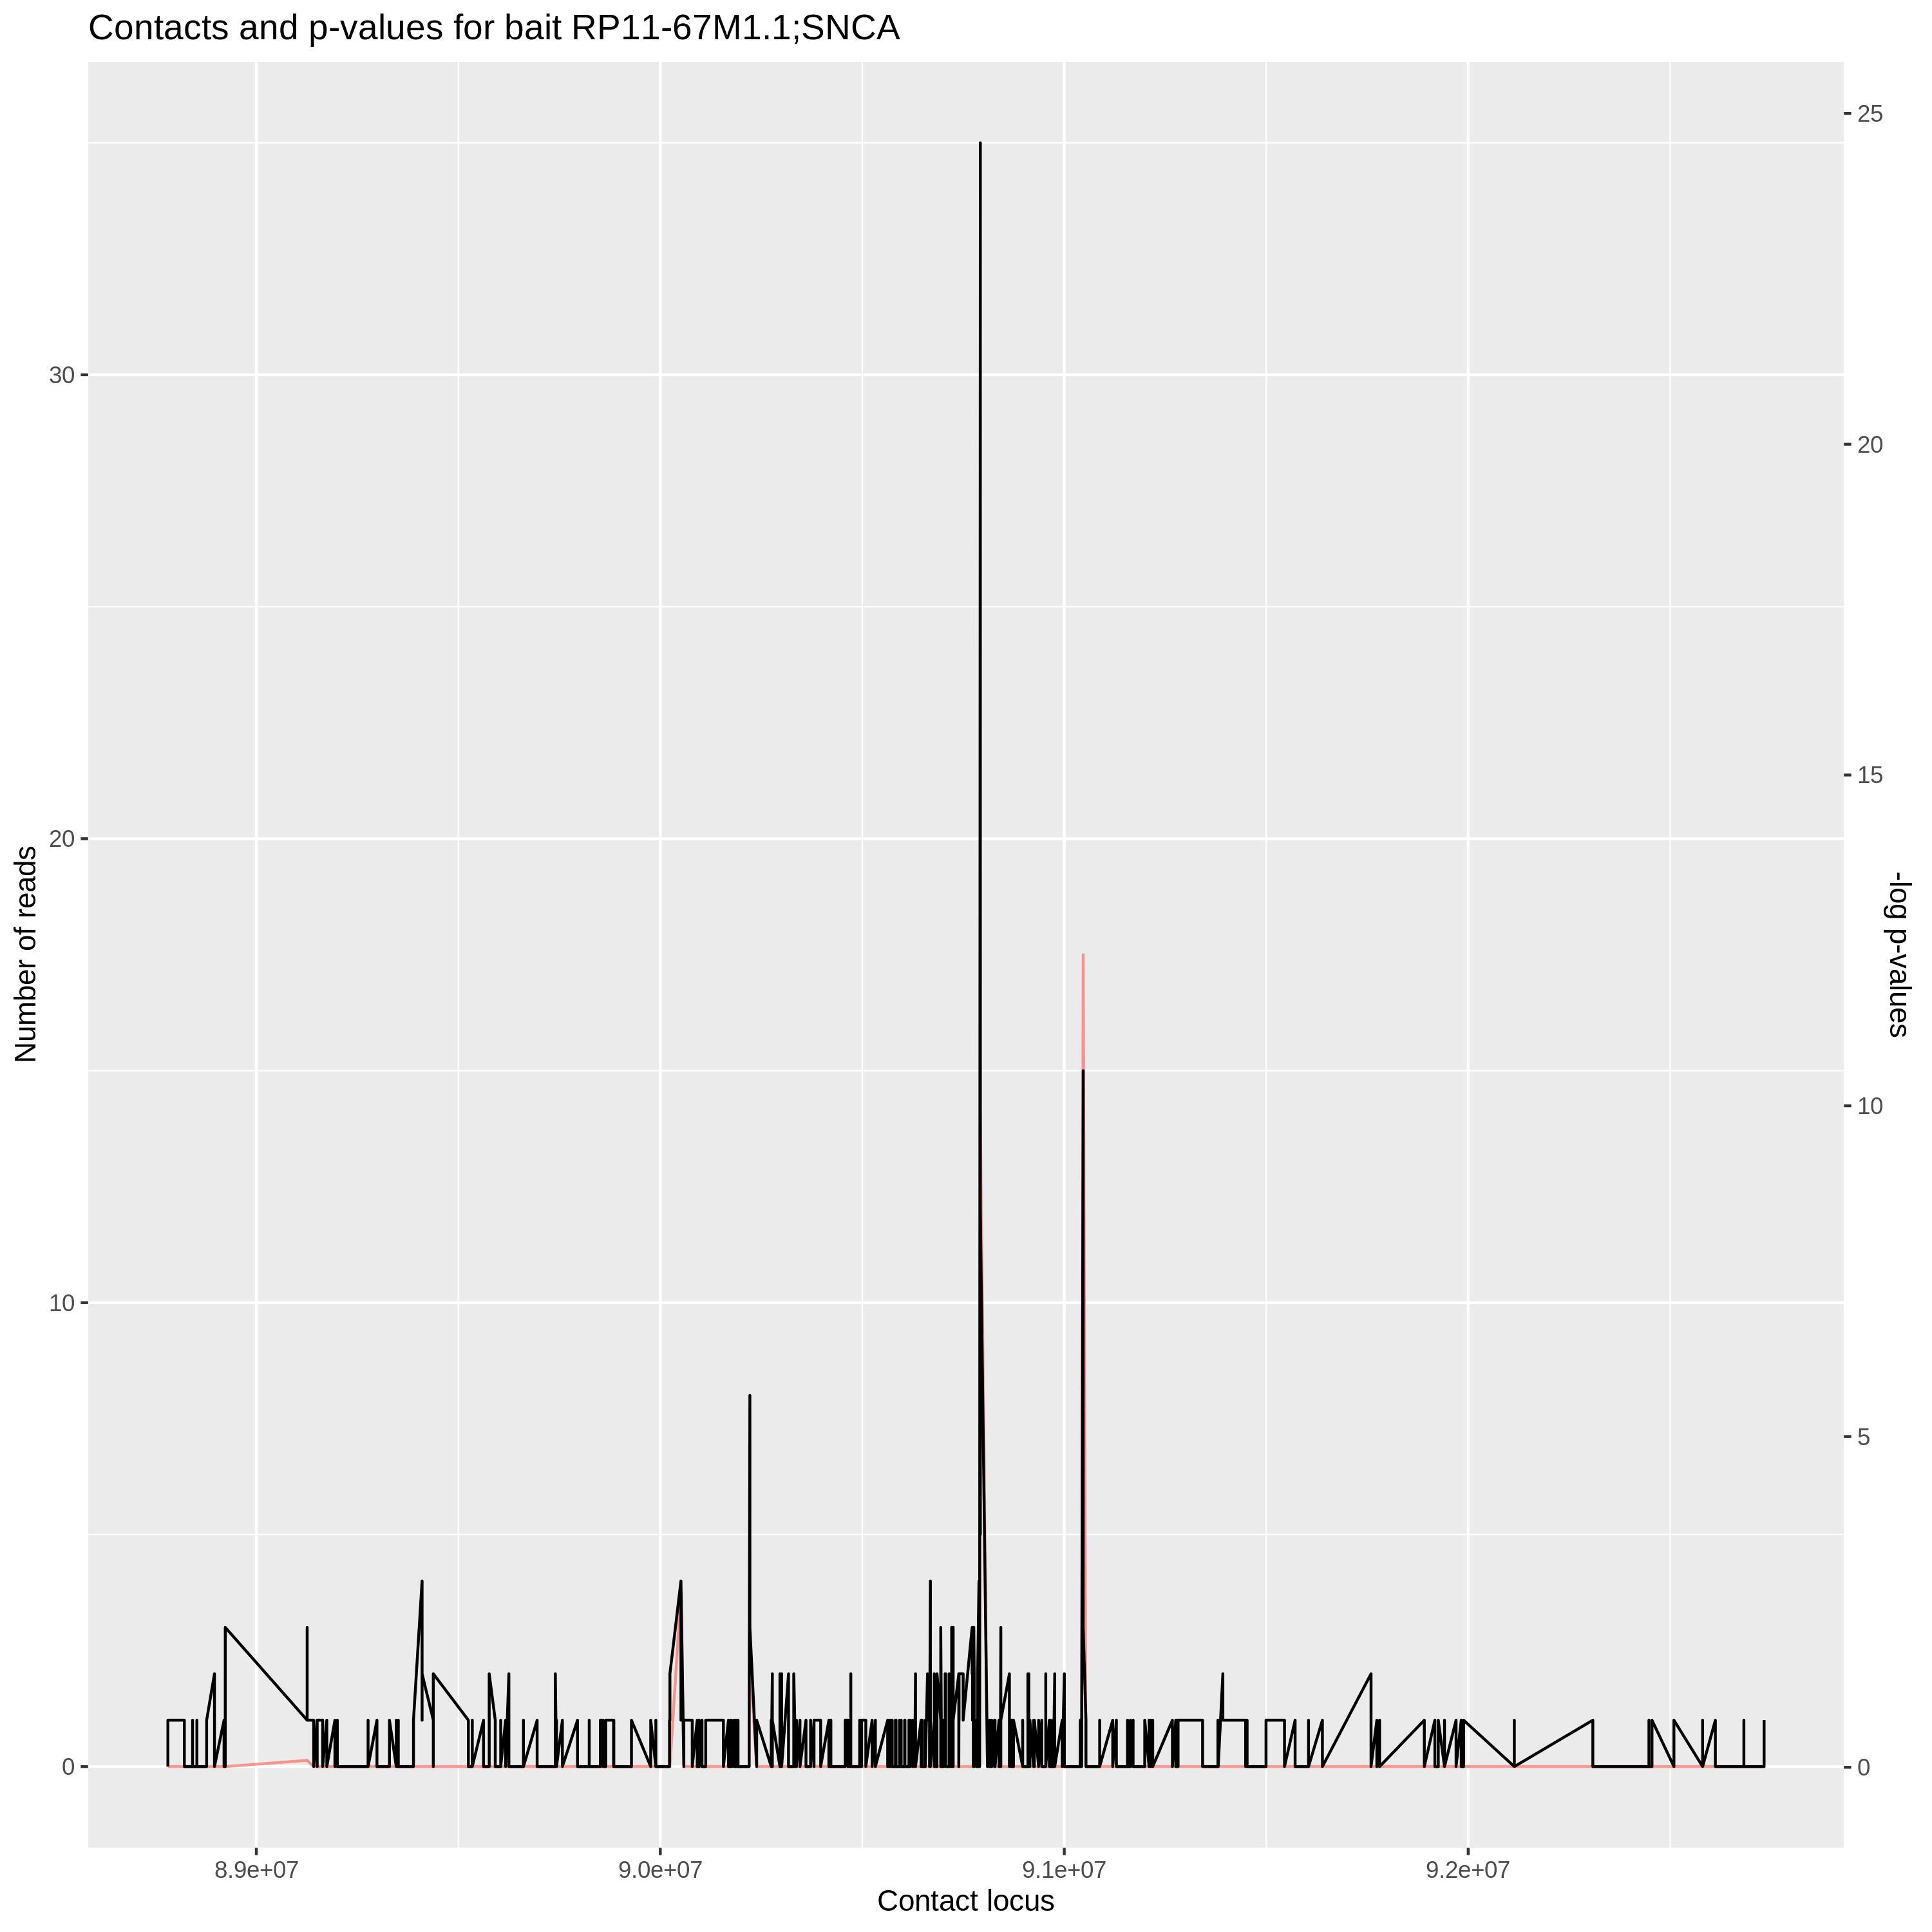 Contacts and p-values for bait RP11-67M1.1;SNCA
25
30
20
20
15
Number of reads
-log p-values
10
10
5
0
0
8.9e+07
9.0e+07
9.1e+07
9.2e+07
Contact locus